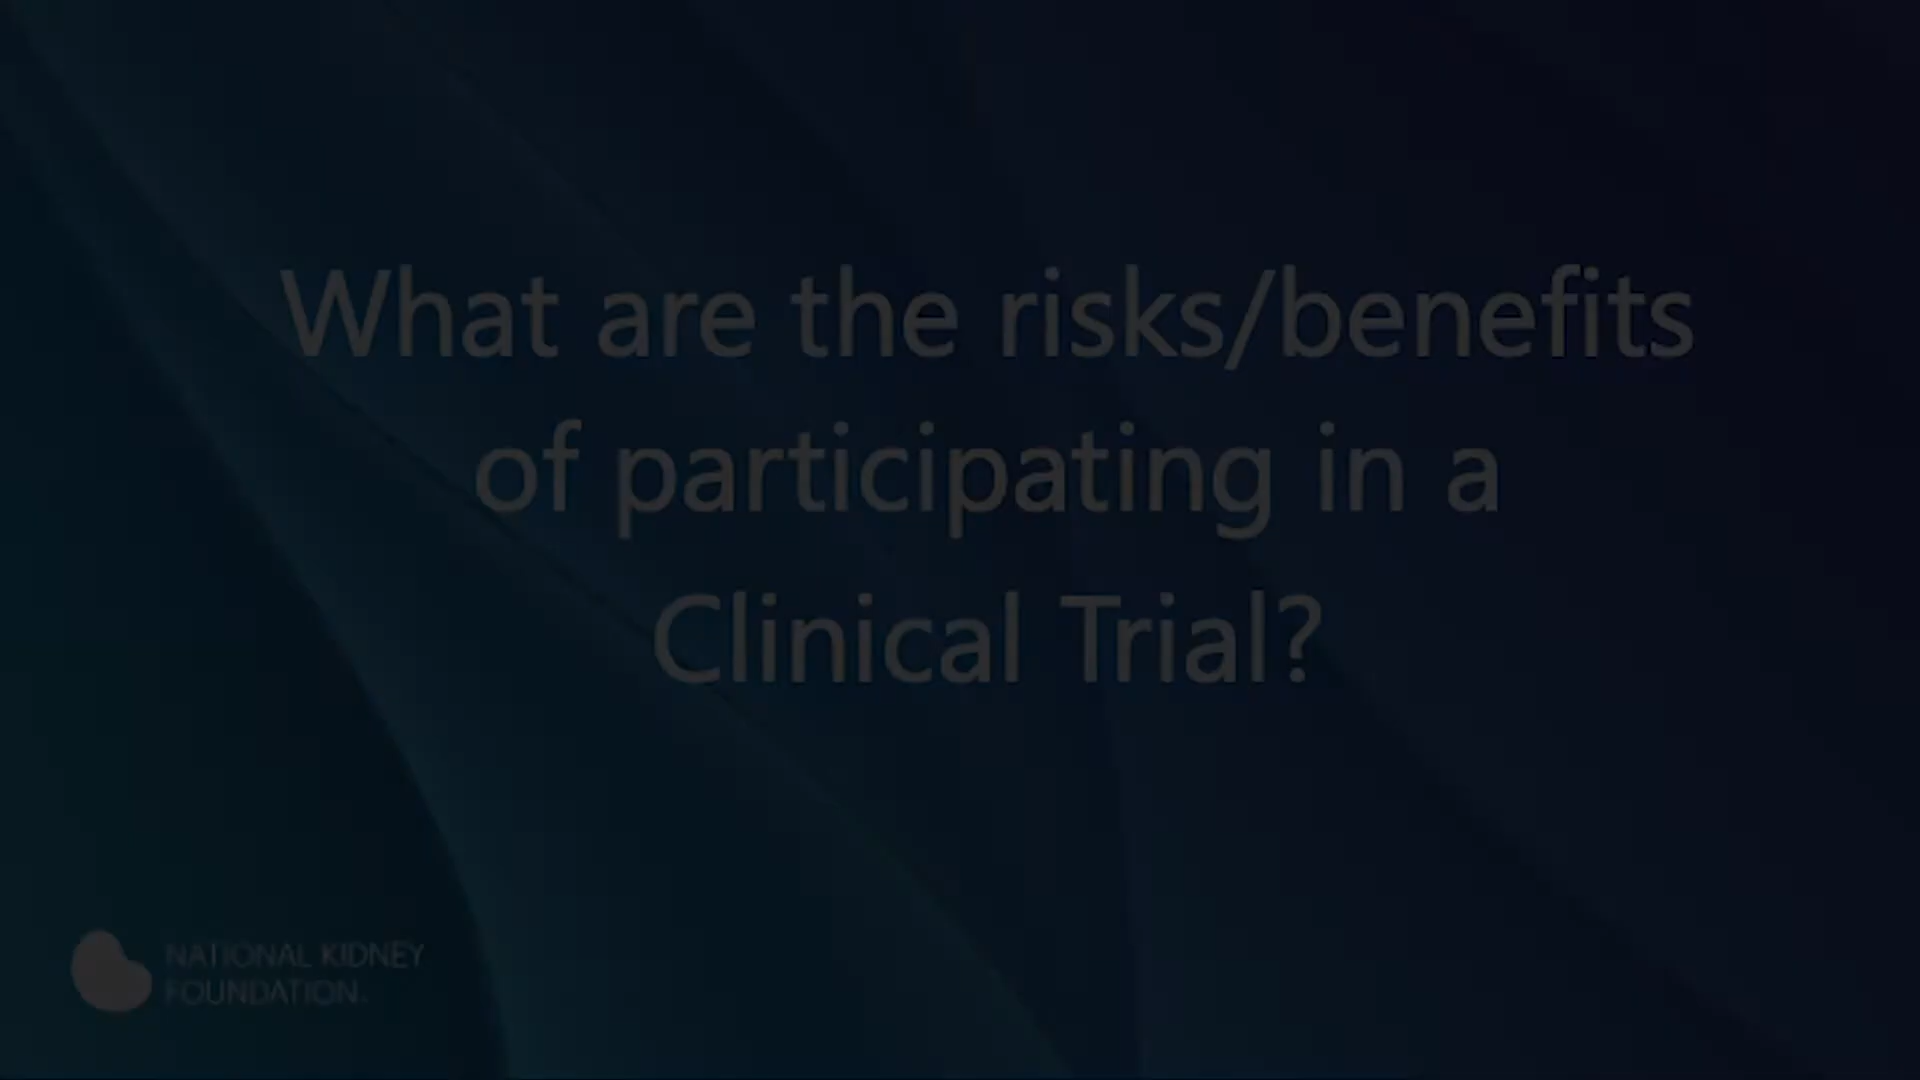 What are the risks/benefits
of participating in a
Clinical Trial?
NATIONAL KIDNEY
FOUNDATION.